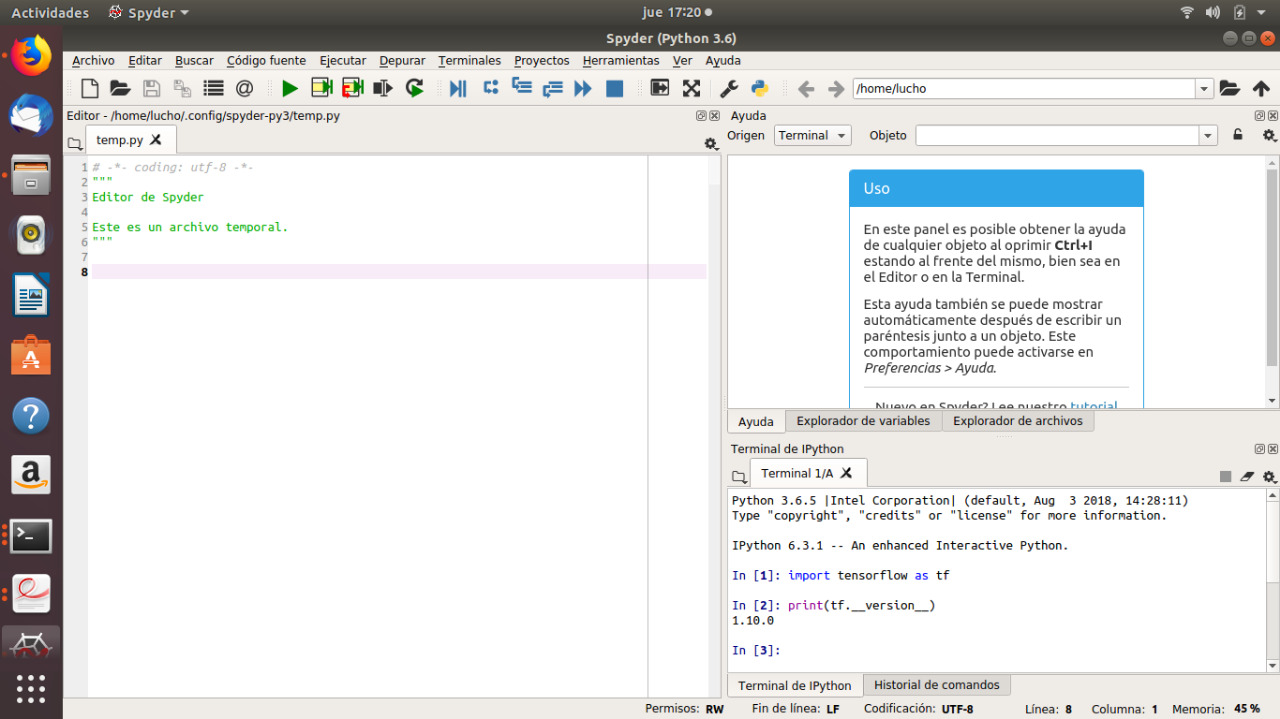 Actividades
Spyder
jue 17:20
Spyder (Python 3.6)
Archivo Editar Buscar Código fuente Ejecutar Depurar Terminales Proyectos Herramientas Ver Ayuda
/home/lucho
Editor - /home/lucho/.config/spyder-py3/temp.py
temp.py
1 # -*- coding: utf-8 -*-
2 """
3 Editor de Spyder
4
5 Este es un archivo temporal.
6 """
7
8
Ayuda
Origen Terminal Objeto
Uso
En este panel es posible obtener la ayuda
de cualquier objeto al oprimir Ctrl+I
estando al frente del mismo, bien sea en
el Editor o en la Terminal.
Esta ayuda también se puede mostrar
automáticamente después de escribir un
paréntesis junto a un objeto. Este
comportamiento puede activarse en
Preferencias > Ayuda.
Nuevo en Spyder? Lee nuestro tutorial
Ayuda Explorador de variables Explorador de archivos
Terminal de IPython
Terminal 1/A
Python 3.6.5 |Intel Corporation| (default, Aug  3 2018, 14:28:11)
Type "copyright", "credits" or "license" for more information.
IPython 6.3.1 -- An enhanced Interactive Python.
In [1]: import tensorflow as tf
In [2]: print(tf.__version__)
1.10.0
In [3]:
Terminal de IPython Historial de comandos
Permisos: RW Fin de línea: LF Codificación: UTF-8 Línea: 8 Columna: 1 Memoria: 45 %